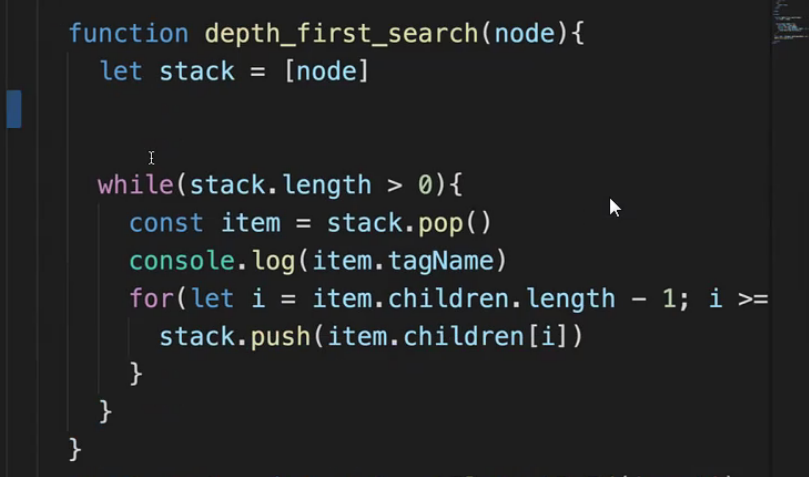 function depth_first_search(node){
let stack = [node]
while(stack.length > 0){
const item = stack.pop()
console.log(item.tagName)
for(let i = item.children.length - 1; i >=
stack.push(item.children[i])
}
}
}